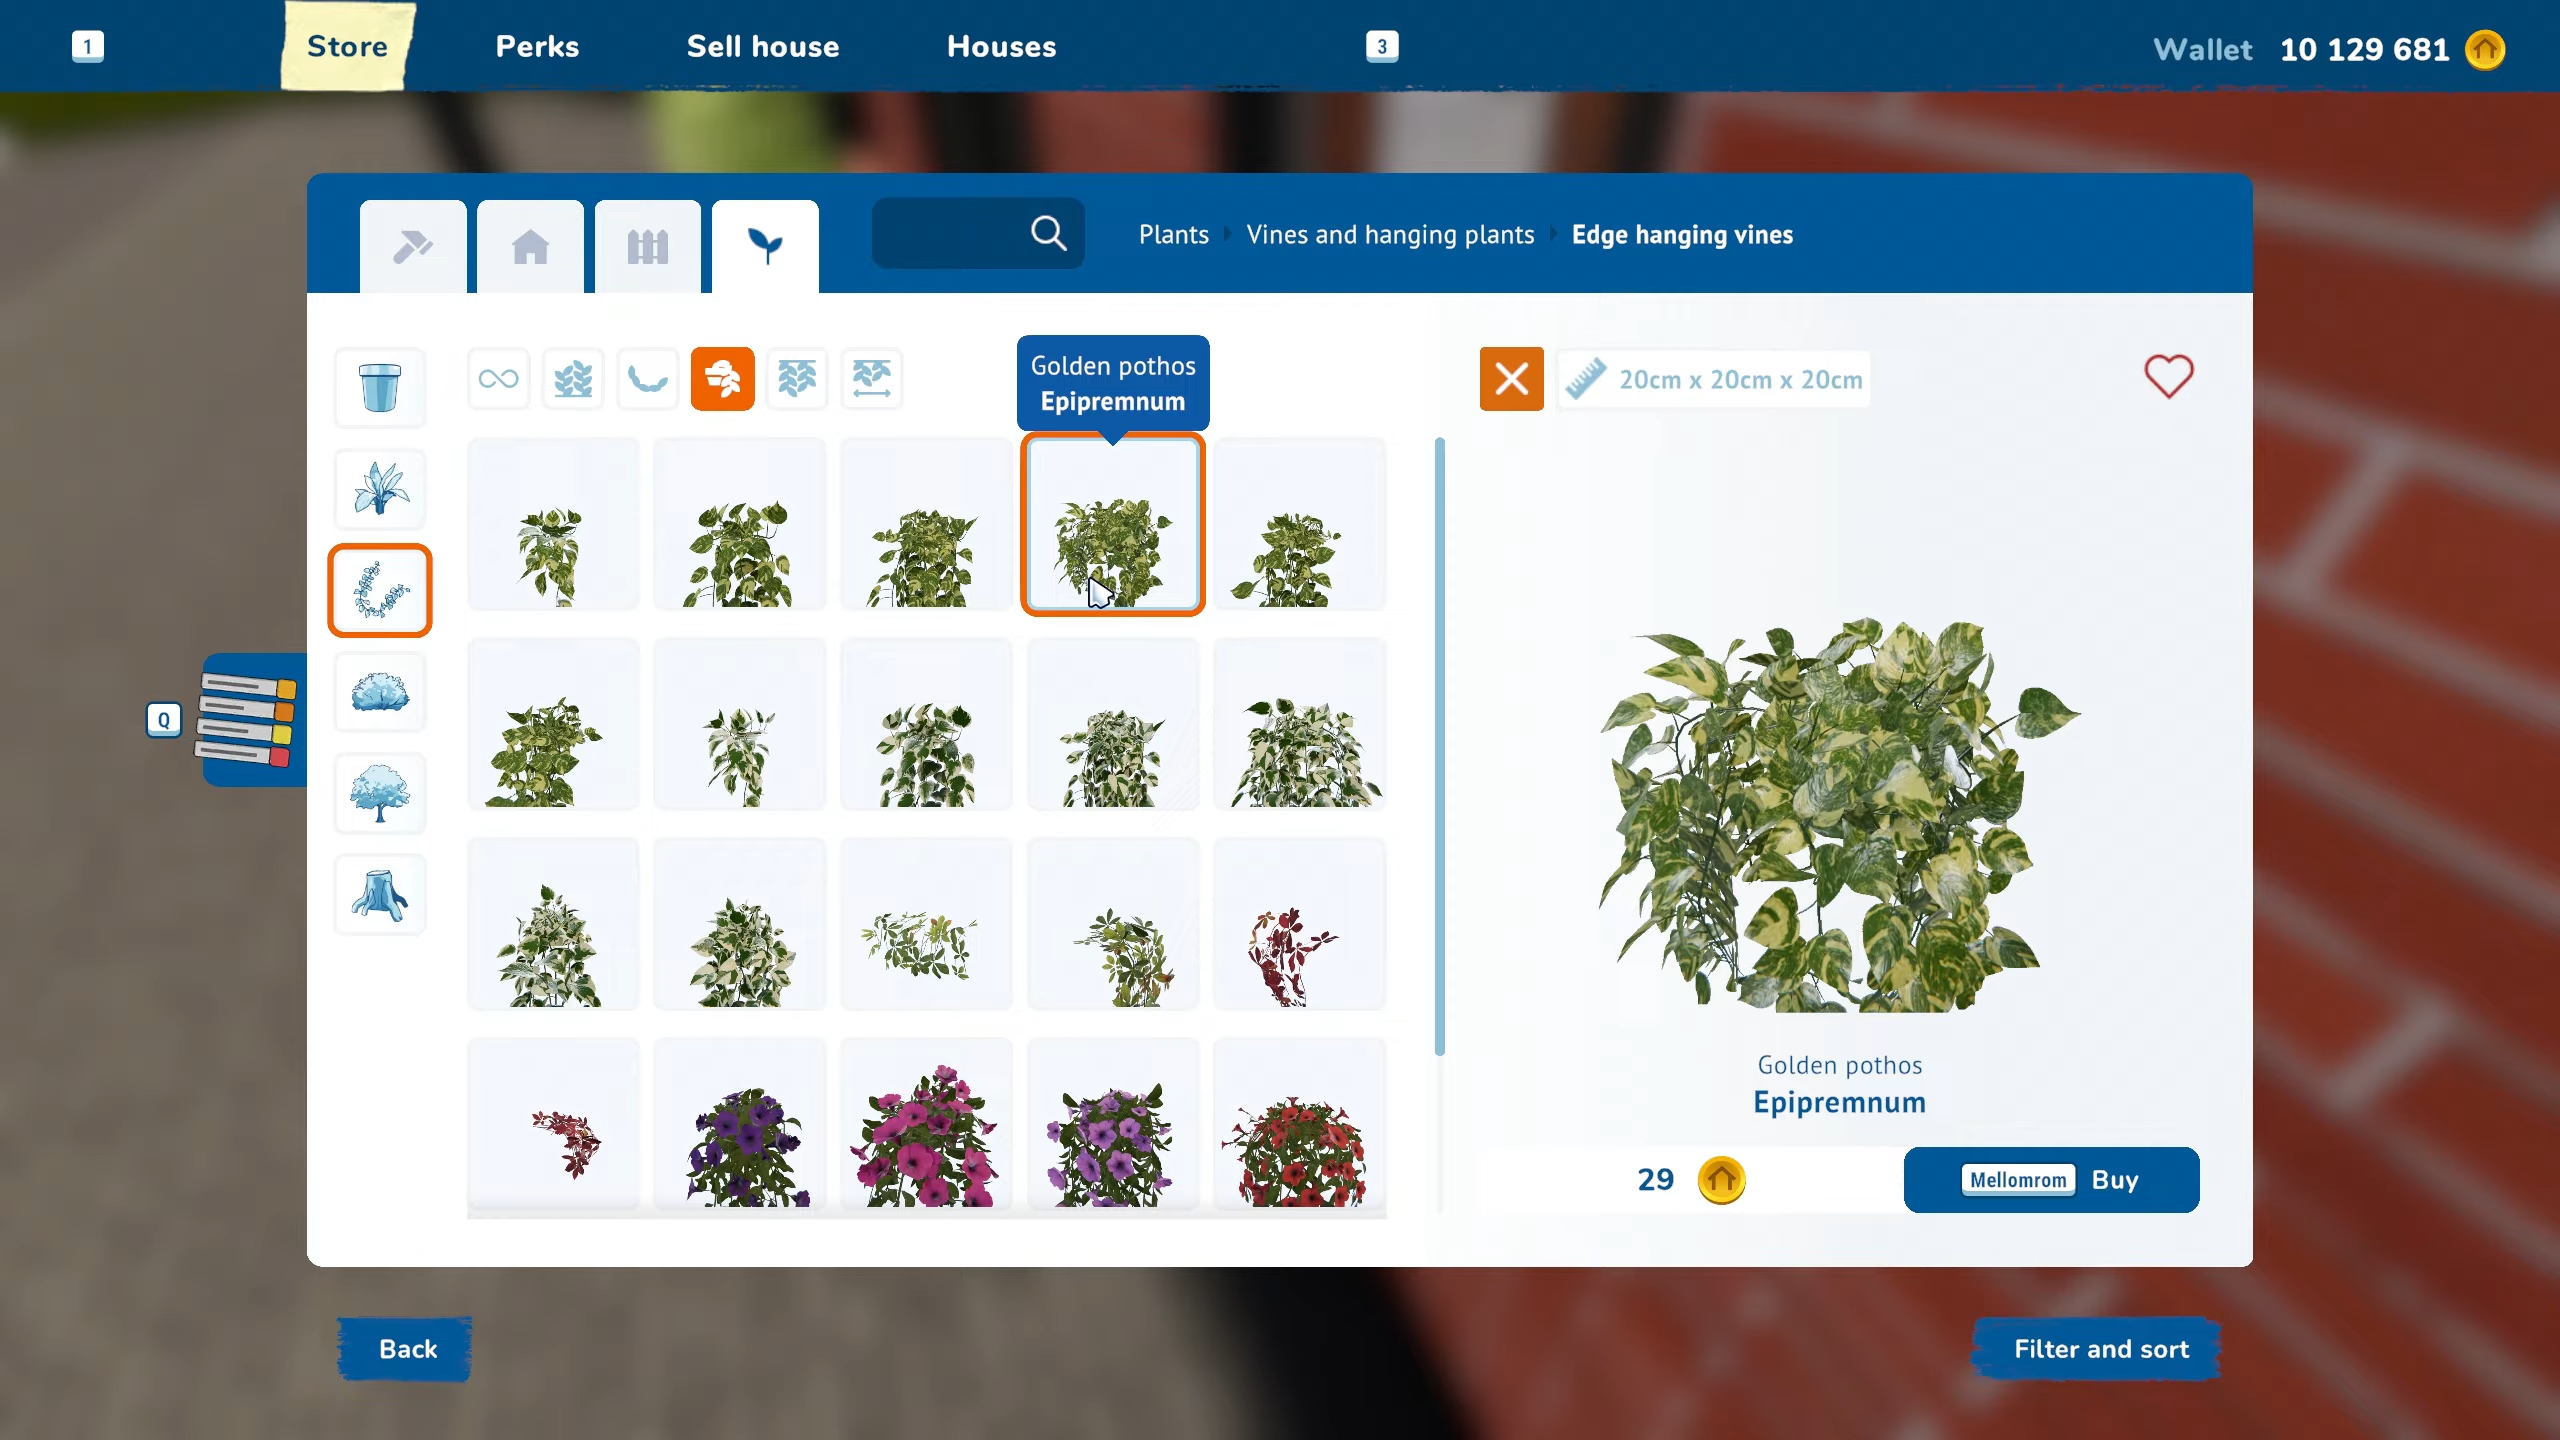 1
Store
Perks
Sell house
Houses
3
Wallet 10 129 681
Plants
Vines and hanging plants
Edge hanging vines
Golden pothos
Epipremnum
20cm x 20cm x 20cm
Q
Golden pothos
Epipremnum
29
Mellomrom Buy
Back
Filter and sort